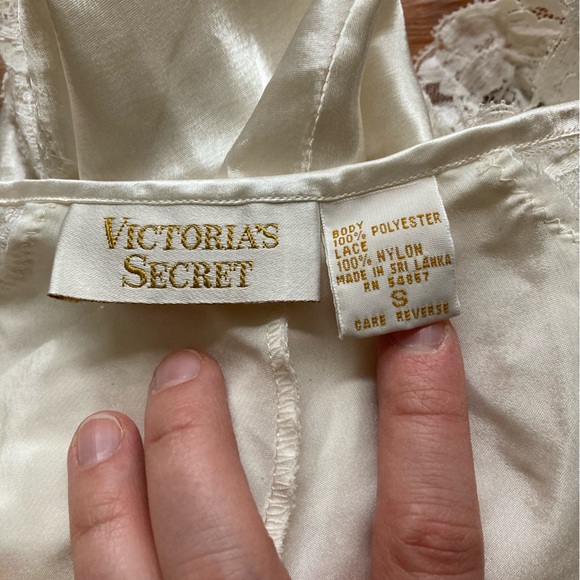 VICTORIA'S
SECRET
BODY
100% POLYESTER
LACE
100% NYLON
MADE IN SRI LANKA
RN 54867
S
CARE REVERSE